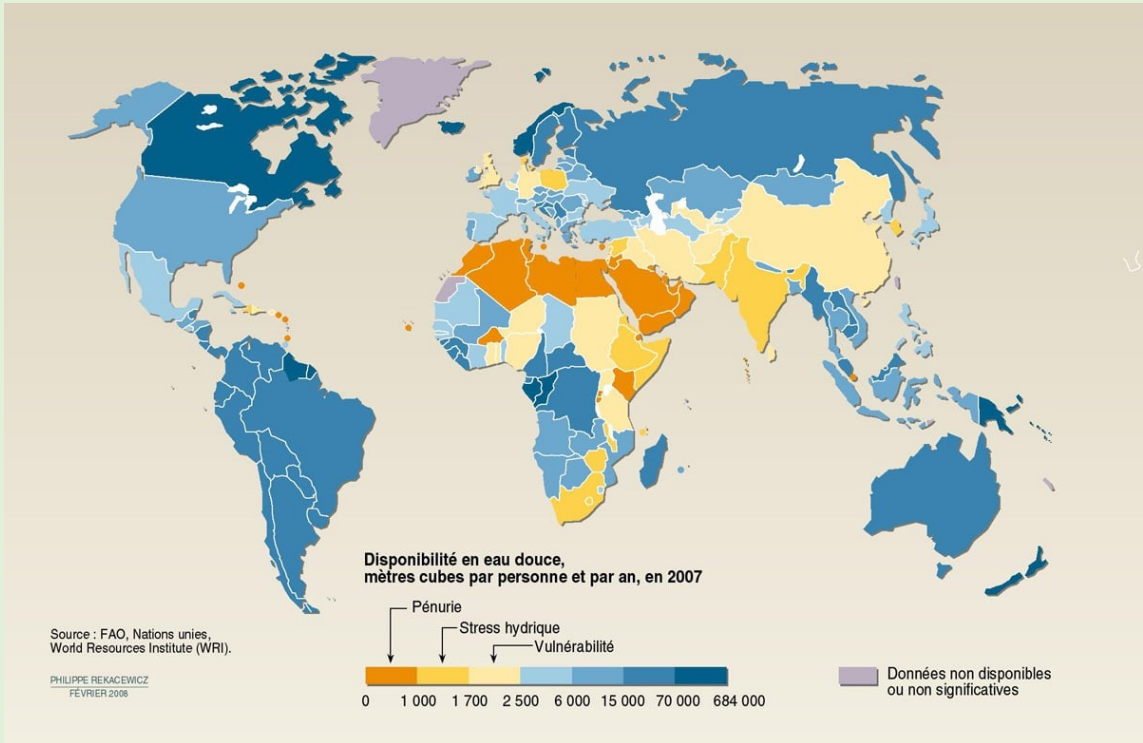 Disponibilité en eau douce,
mètres cubes par personne et par an, en 2007
Pénurie
Stress hydrique
Vulnérabilité
0 1 000 1 700 2 500 6 000 15 000 70 000 684 000
Source : FAO, Nations unies,
World Resources Institute (WRI).
PHILIPPE REKACEWICZ
FÉVRIER 2008
Données non disponibles
ou non significatives